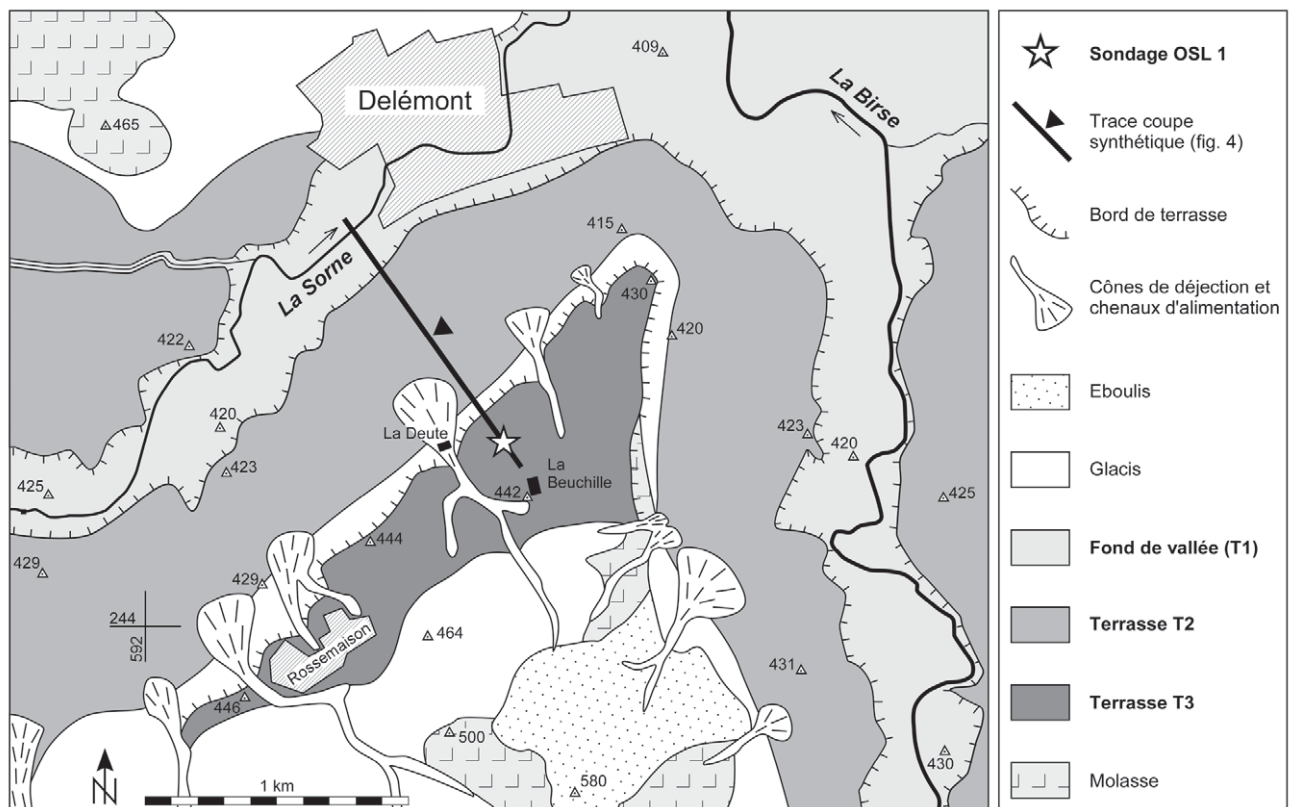 409
La Birse
Delémont
465
415
La Sorne
430
420
422
La Deute
423
420
420
423
La
Beuchille
425
442
425
444
429
429
244
592
464
Rossemaison
431
446
500
430
580
N
1 km
Sondage OSL 1
Trace coupe
synthétique (fig. 4)
Bord de terrasse
Cônes de déjection et
chenaux d'alimentation
Eboulis
Glacis
Fond de vallée (T1)
Terrasse T2
Terrasse T3
Molasse